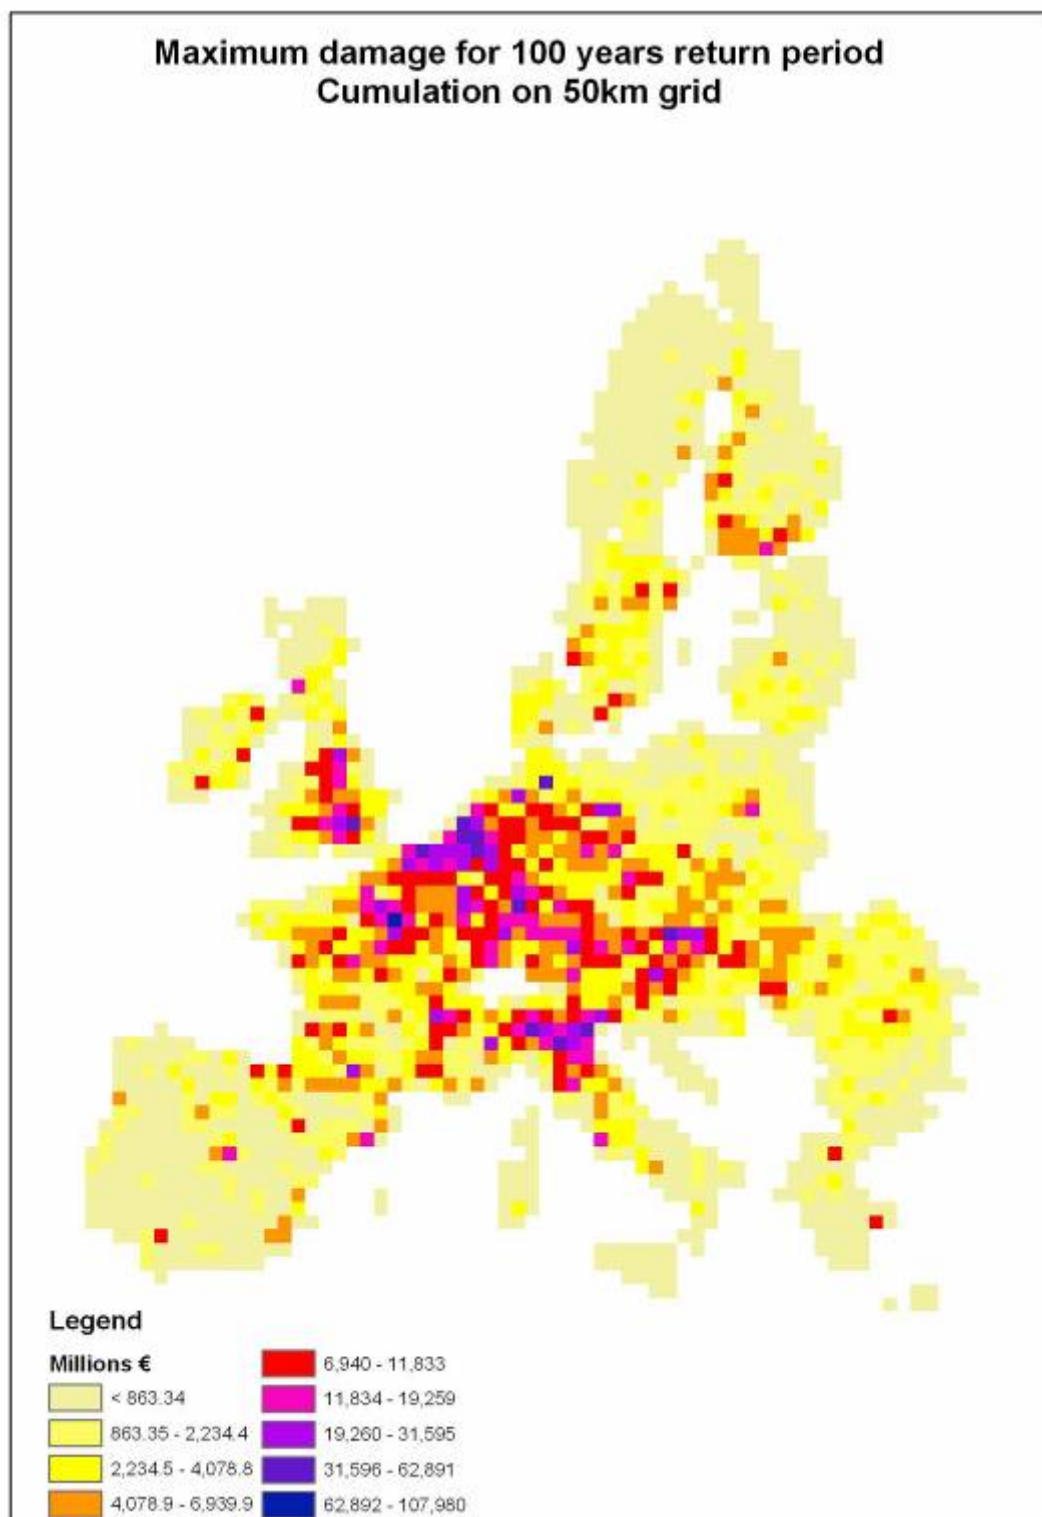 Maximum damage for 100 years return period
Cumulation on 50km grid
Legend
Millions €
< 863.34
863.35 - 2,234.4
2,234.5 - 4,078.8
4,078.9 - 6,939.9
6,940 - 11,833
11,834 - 19,259
19,260 - 31,595
31,596 - 62,891
62,892 - 107,980